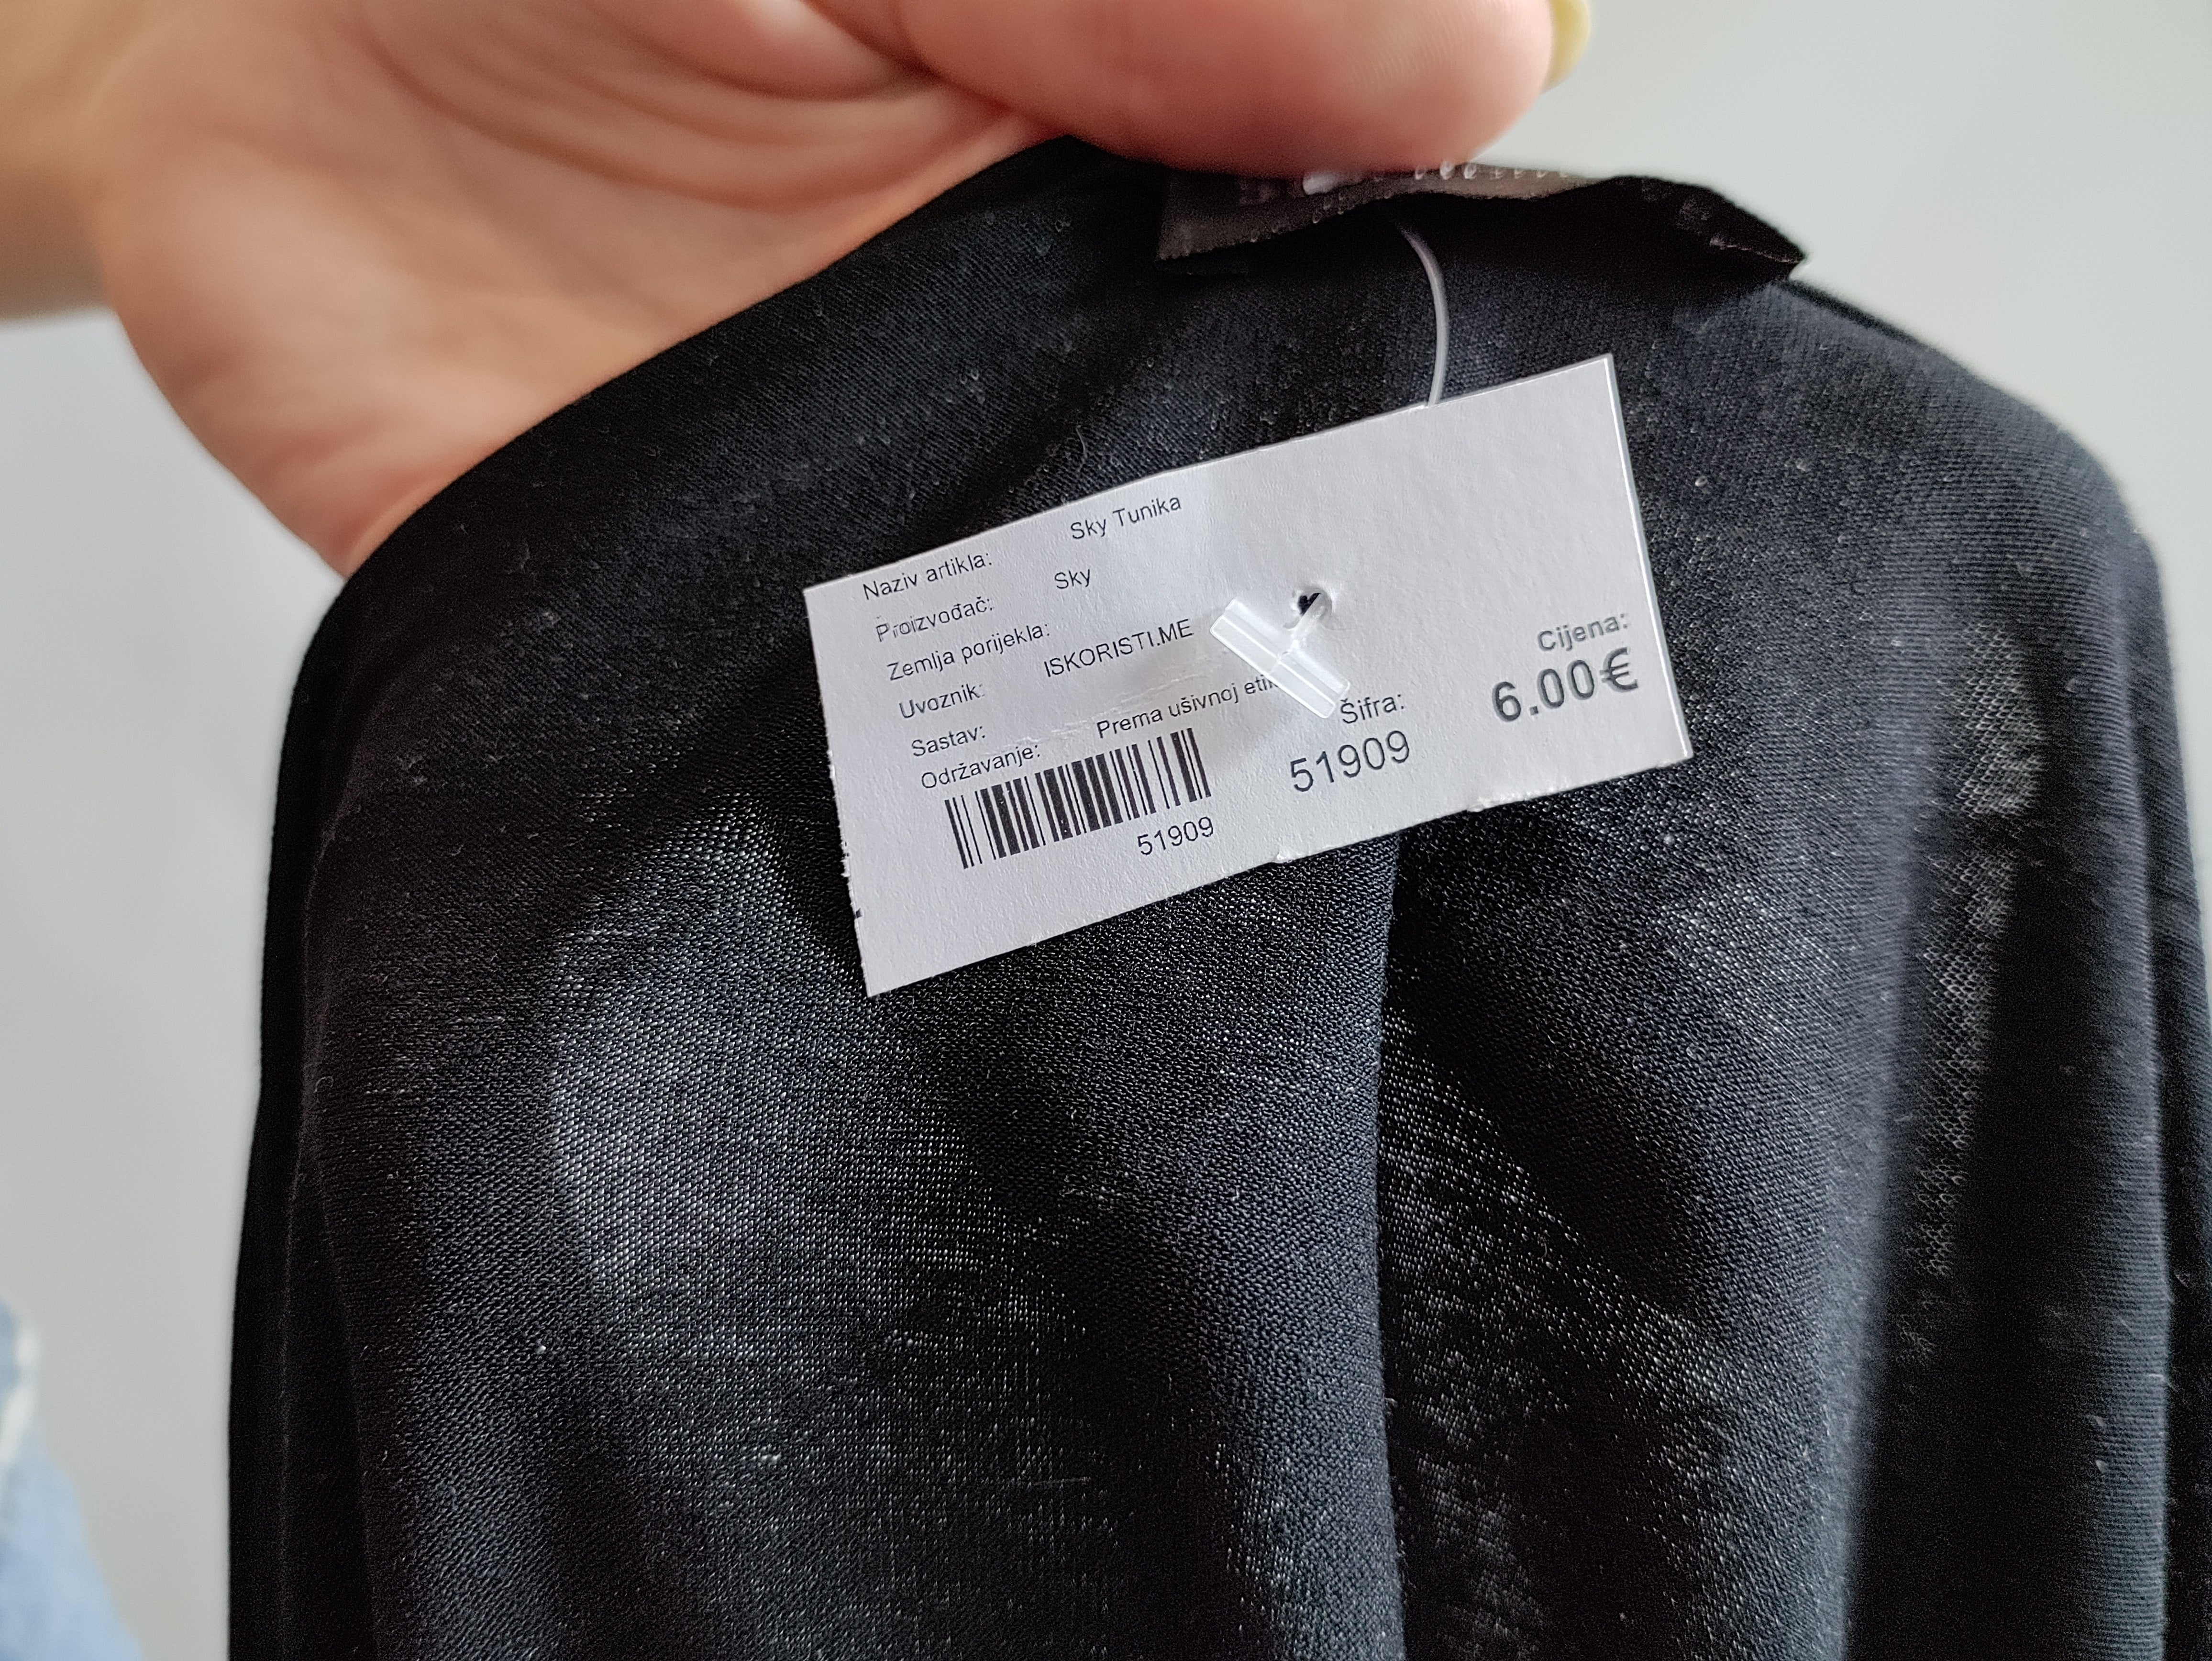 Naziv artikla: Sky Tunika
Proizvođač: Sky
Zemlja porijekla:
Uvoznik: ISKORISTI.ME
Sastav:
Održavanje: Prema ušivnoj
51909
Šifra:
51909
Cijena:
6.00€